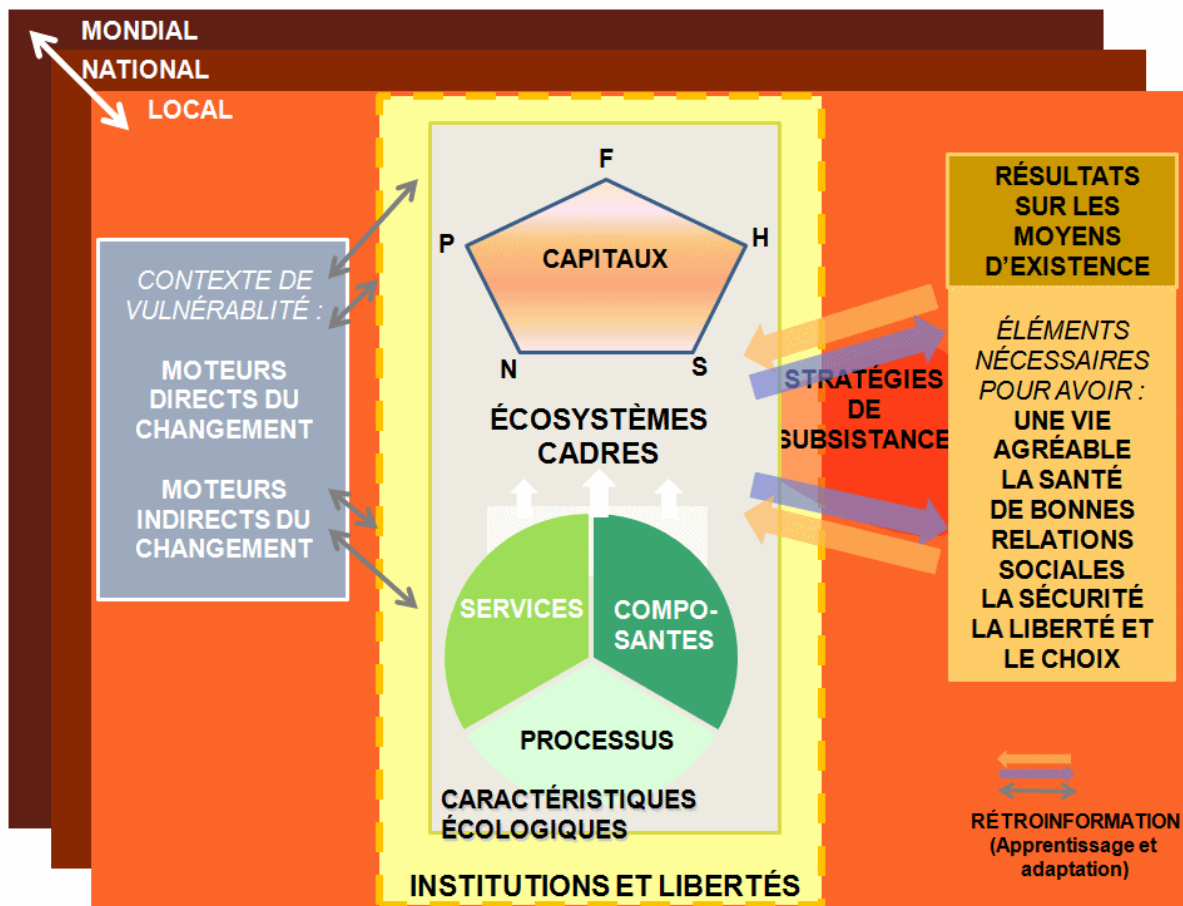 MONDIAL
NATIONAL
LOCAL
CONTEXTE DE
VULNÉRABLITÉ :
MOTEURS
DIRECTS DU
CHANGEMENT
MOTEURS
INDIRECTS DU
CHANGEMENT
F
P
H
CAPITAUX
N
S
ÉCOSYSTÈMES
CADRES
SERVICES
COMPO-
SANTES
PROCESSUS
CARACTÉRISTIQUES
ÉCOLOGIQUES
INSTITUTIONS ET LIBERTÉS
STRATÉGIES
DE
SUBSISTANCE
RÉSULTATS
SUR LES
MOYENS
D'EXISTENCE
ÉLÉMENTS
NÉCESSAIRES
POUR AVOIR :
UNE VIE
AGRÉABLE
LA SANTÉ
DE BONNES
RELATIONS
SOCIALES
LA SÉCURITÉ
LA LIBERTÉ ET
LE CHOIX
RÉTROINFORMATION
(Apprentissage et
adaptation)